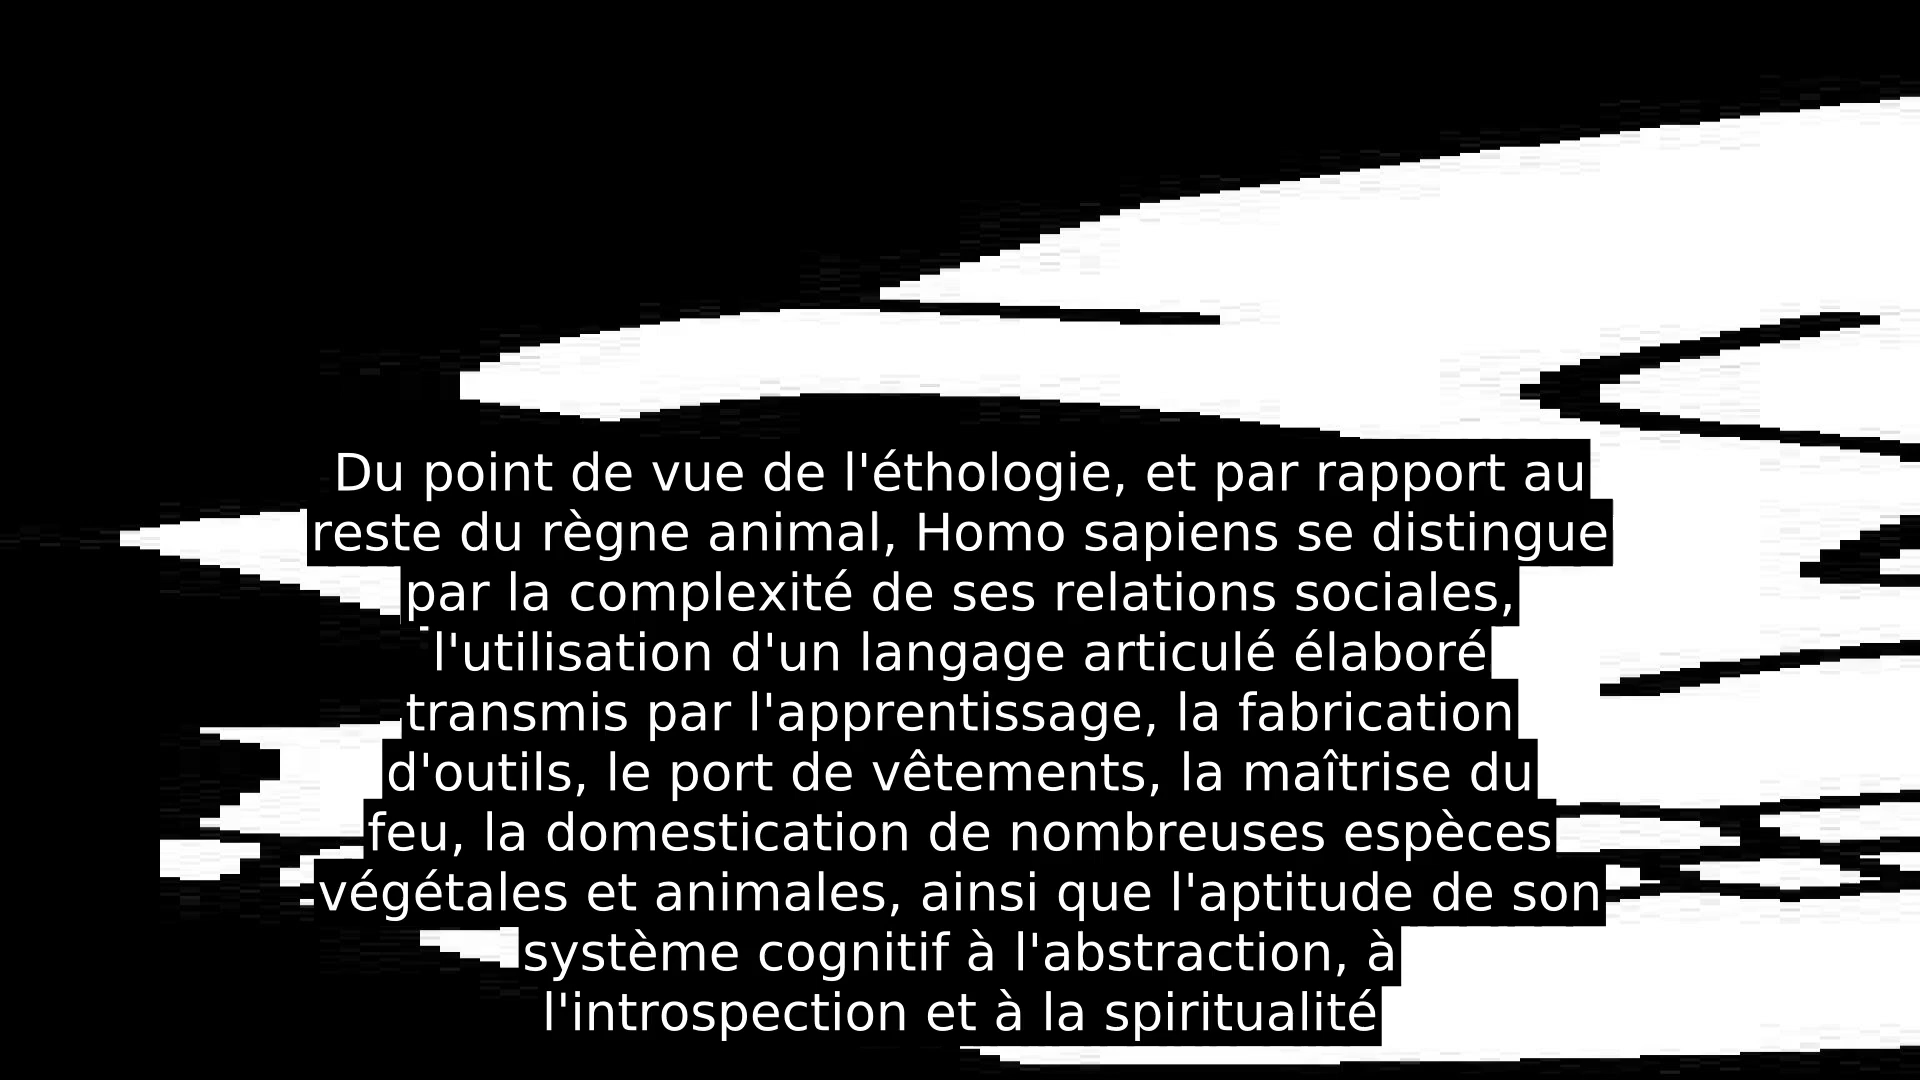 Du point de vue de l'éthologie, et par rapport au
reste du règne animal, Homo sapiens se distingue
par la complexité de ses relations sociales,
l'utilisation d'un langage articulé élaboré
transmis par l'apprentissage, la fabrication
d'outils, le port de vêtements, la maîtrise du
feu, la domestication de nombreuses espèces
végétales et animales, ainsi que l'aptitude de son
système cognitif à l'abstraction, à
l'introspection et à la spiritualité